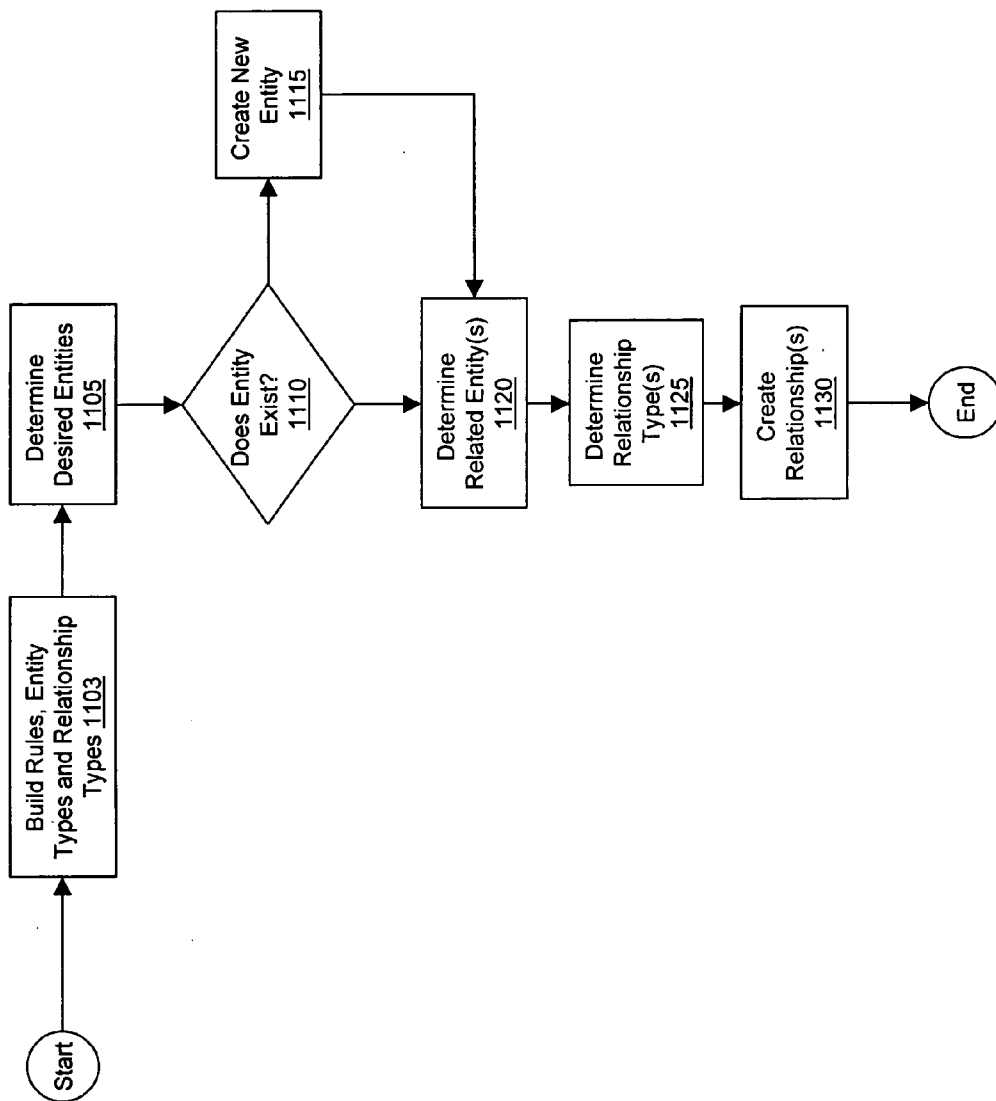 Start
Build Rules, Entity
Types and Relationship
Types 1103
Determine
Desired Entities
1105
Does Entity
Exist?
1110
Create New
Entity
1115
Determine
Related Entity(s)
1120
Determine
Relationship
Type(s)
1125
Create
Relationship(s)
1130
End